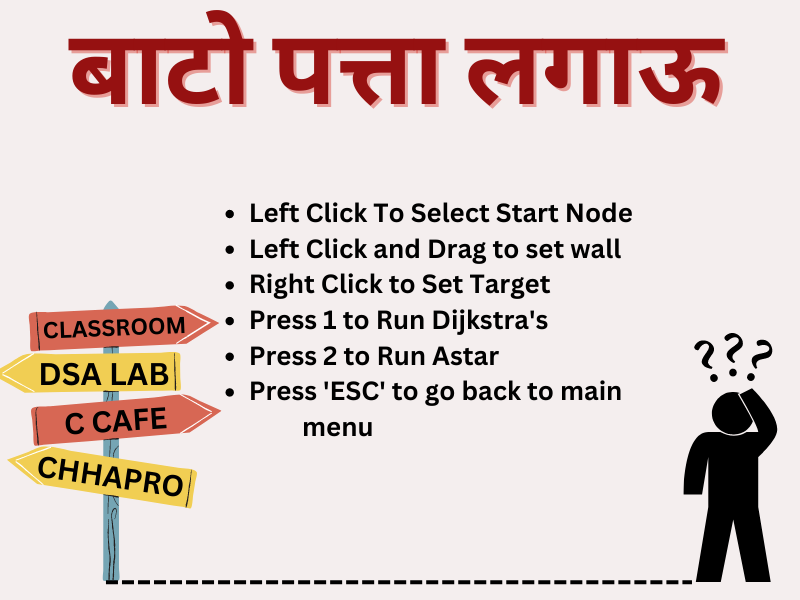 बाटो पत्ता लगाऊ
• Left Click To Select Start Node
• Left Click and Drag to set wall
• Right Click to Set Target
• Press 1 to Run Dijkstra's
• Press 2 to Run Astar
• Press 'ESC' to go back to main
menu
CLASSROOM
DSA LAB
C CAFE
CHHAPRO
???